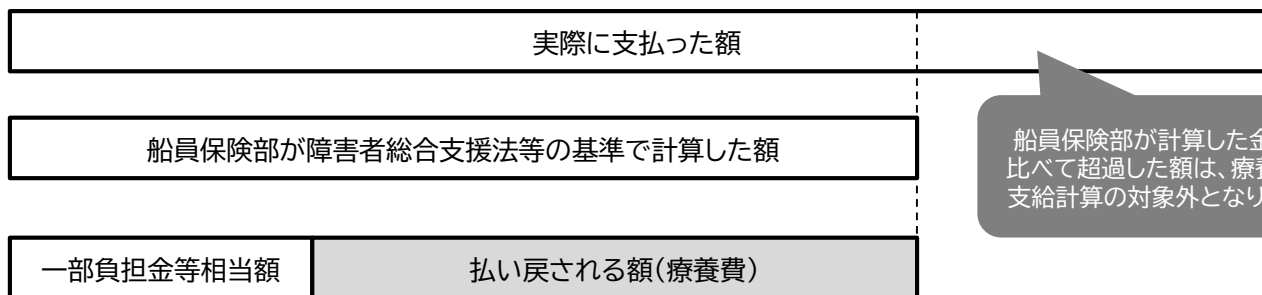 実際に支払った額
船員保険部が障害者総合支援法等の基準で計算した額
船員保険部が計算した金
比べて超過した額は、療
支給計算の対象外となり
一部負担金等相当額
払い戻される額(療養費)